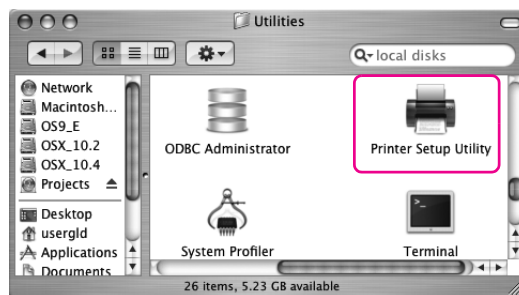 Utilities
local disks
Network
Macintosh...
OS9_E
OSX_10.2
OSX_10.4
Projects
Desktop
usergld
Applications
Documents
ODBC Administrator
Printer Setup Utility
System Profiler
Terminal
26 items, 5.23 GB available